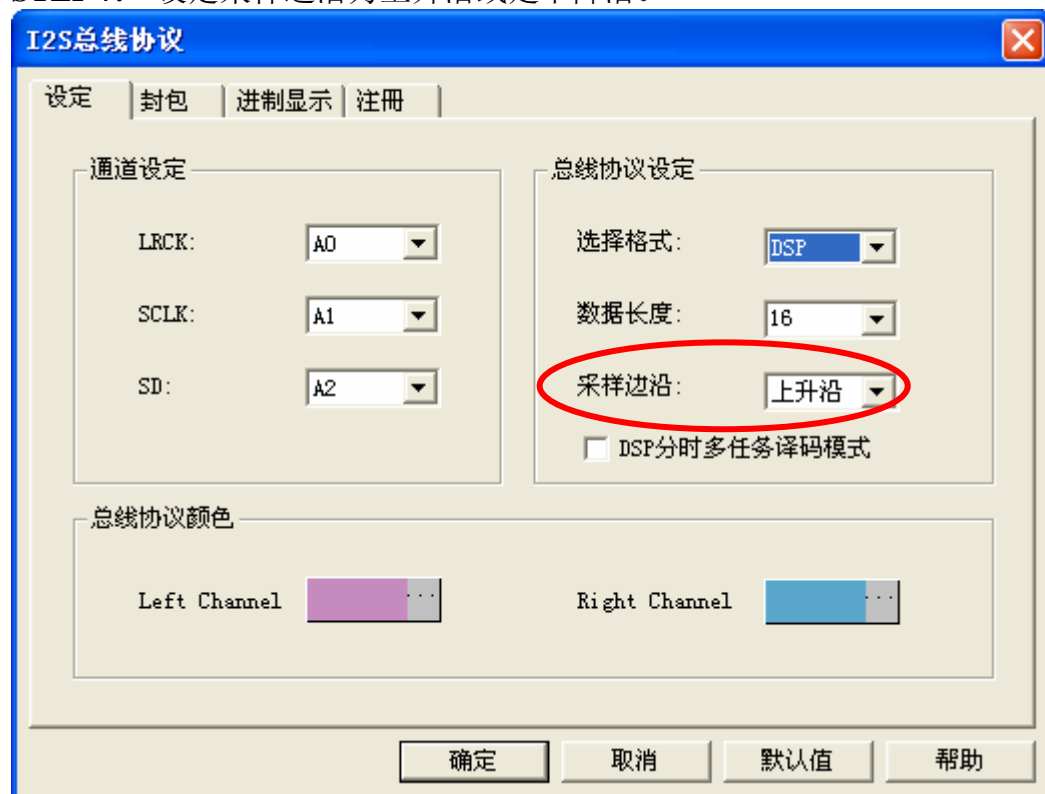 I2S总线协议
设定 封包 进制显示 注册
通道设定
LRCK: A0
SCLK: A1
SD: A2
总线协议设定
选择格式: DSP
数据长度: 16
采样边沿: 上升沿
DSP分时多任务译码模式
总线协议颜色
Left Channel ... Right Channel ...
确定 取消 默认值 帮助